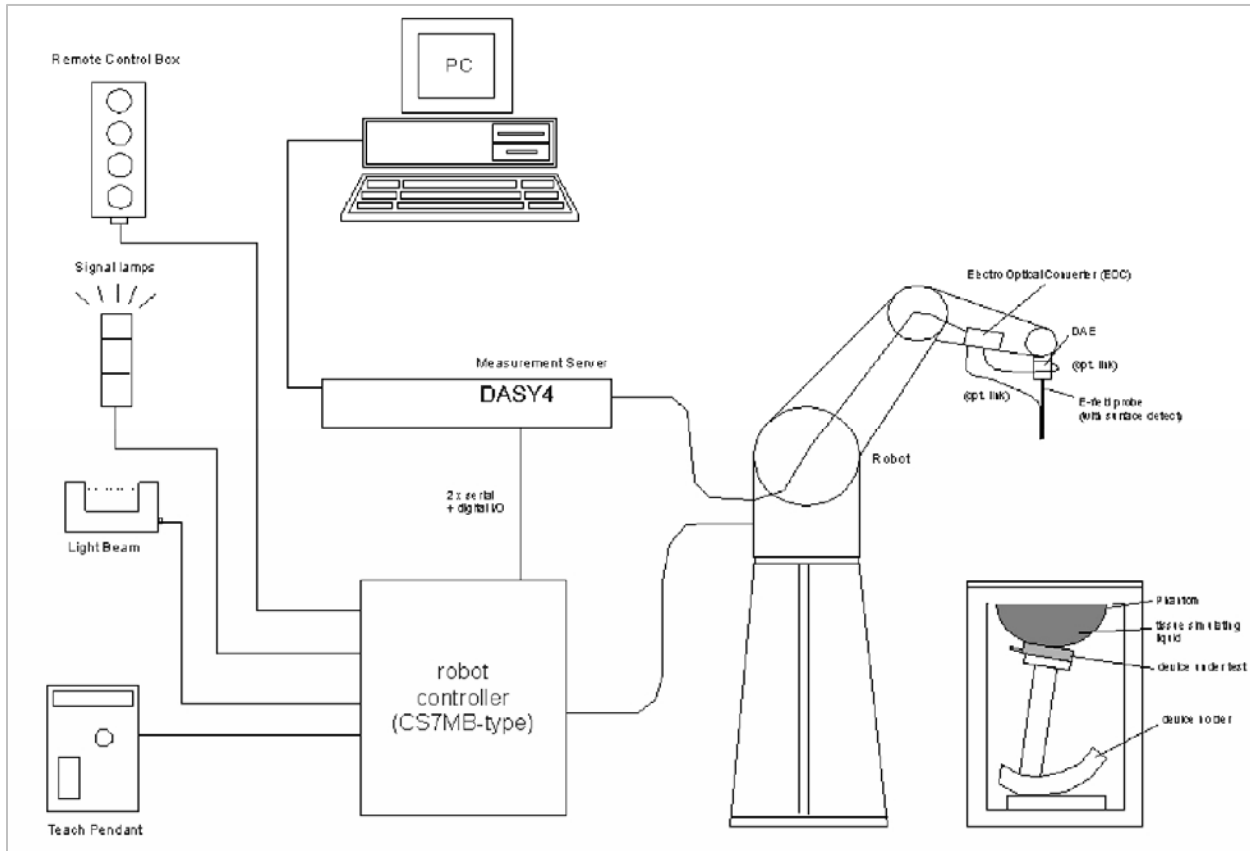 Remote Control Box
PC
Signal lamps
Electro Optical Converter (EOC)
DAE
(opt. link)
(opt. link)
E-field probe
(with surface detect)
Measurement Server
DASY4
Robot
2 x serial
+ digital I/O
Light Beam
Phantom
tissue simulating
liquid
device under test
robot
controller
(CS7MB-type)
device holder
Teach Pendant